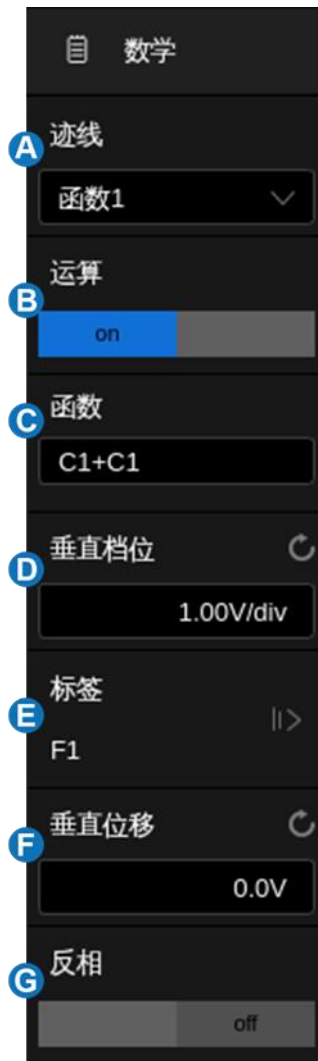 数学
A 迹线
函数1
B 运算
on
C 函数
C1+C1
D 垂直档位
1.00V/div
E 标签
F1
F 垂直位移
0.0V
G 反相
off